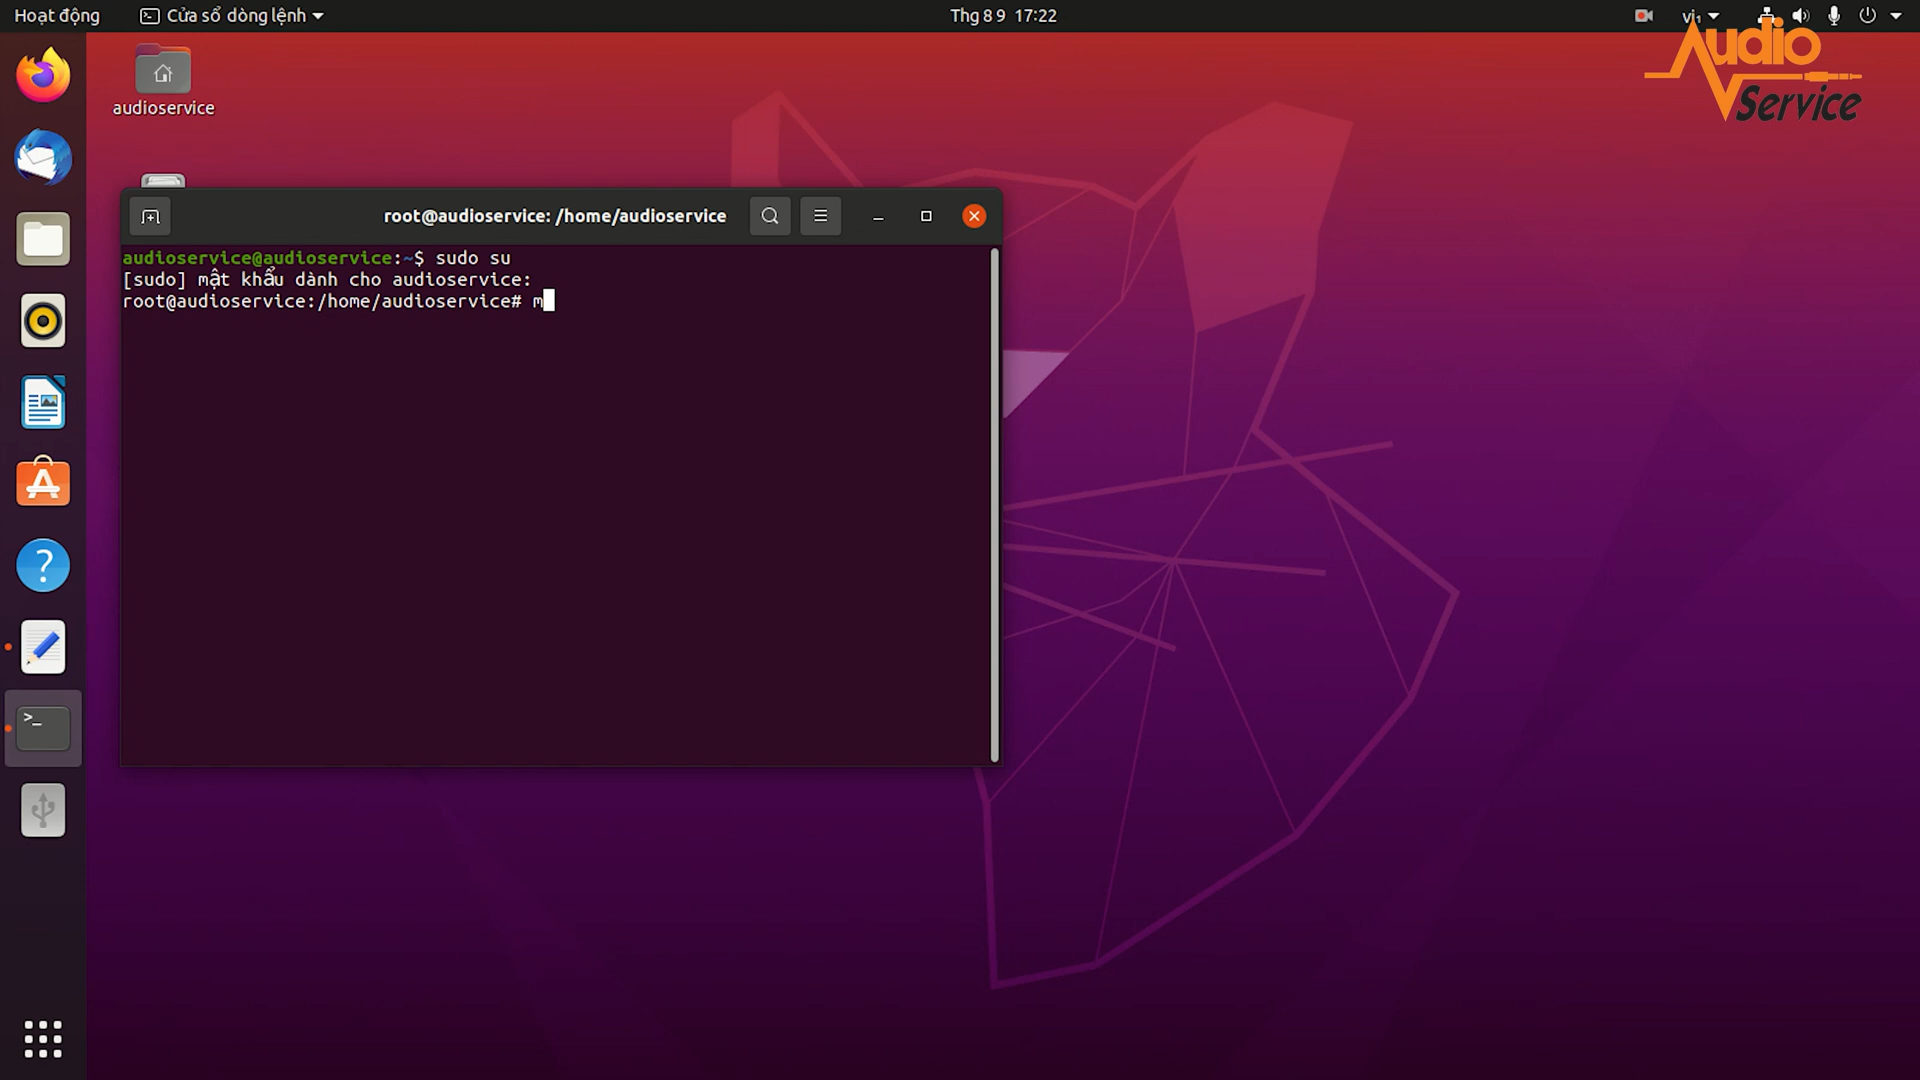 Hoạt động
Cửa sổ dòng lệnh
Thg 8 9 17:22
vi₁
Audio
Service
audioservice
root@audioservice: /home/audioservice
audioservice@audioservice:~$ sudo su
[sudo] mật khẩu dành cho audioservice:
root@audioservice:/home/audioservice# m